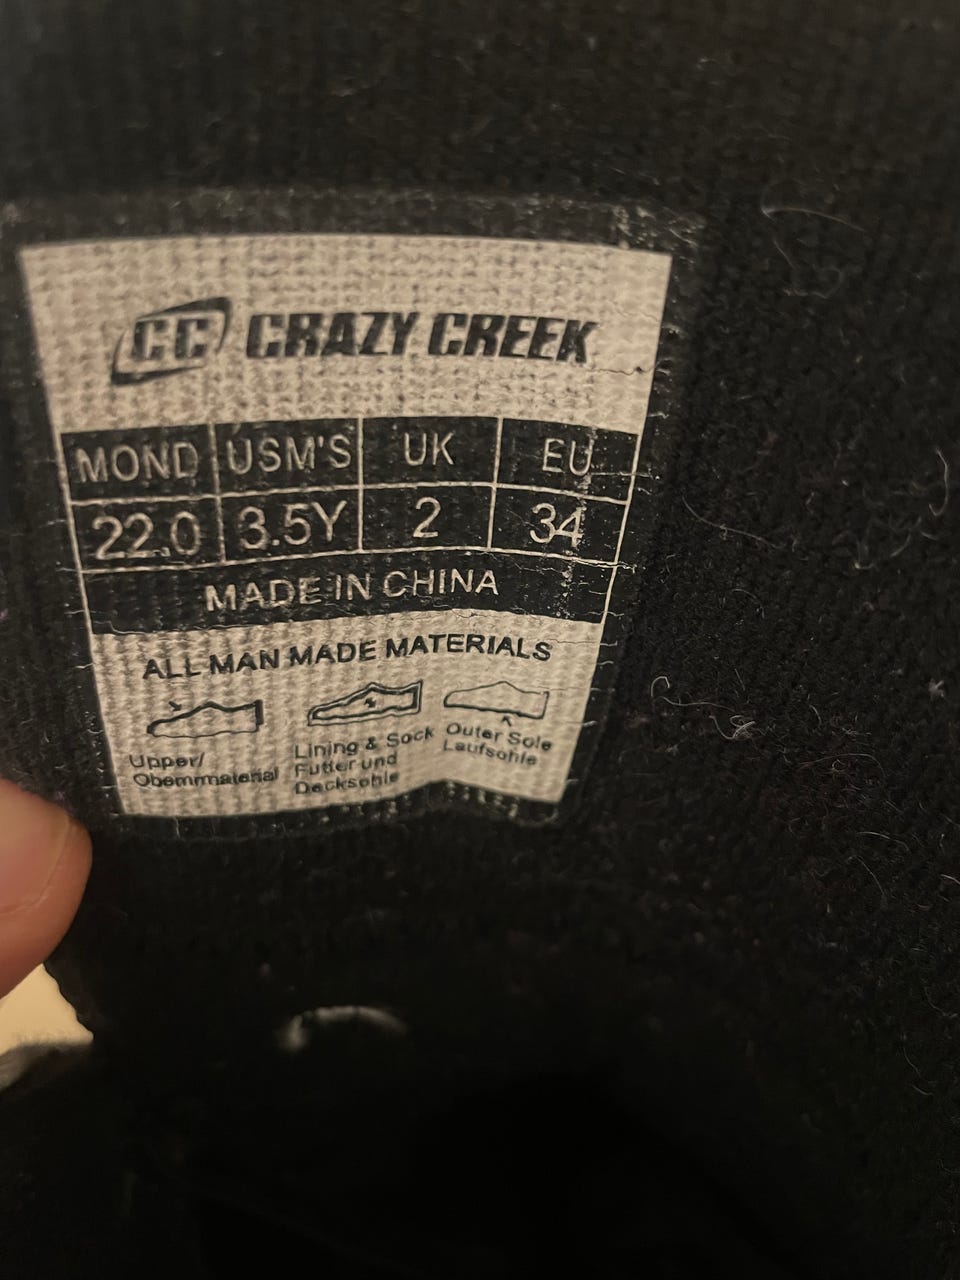 CC CRAZY CREEK
MOND USM'S UK EU
22.0 3.5Y 2 34
MADE IN CHINA
ALL MAN MADE MATERIALS
Upper/
Obermmaterial
Lining & Sock
Futter und
Decksohle
Outer Sole
Laufsohle